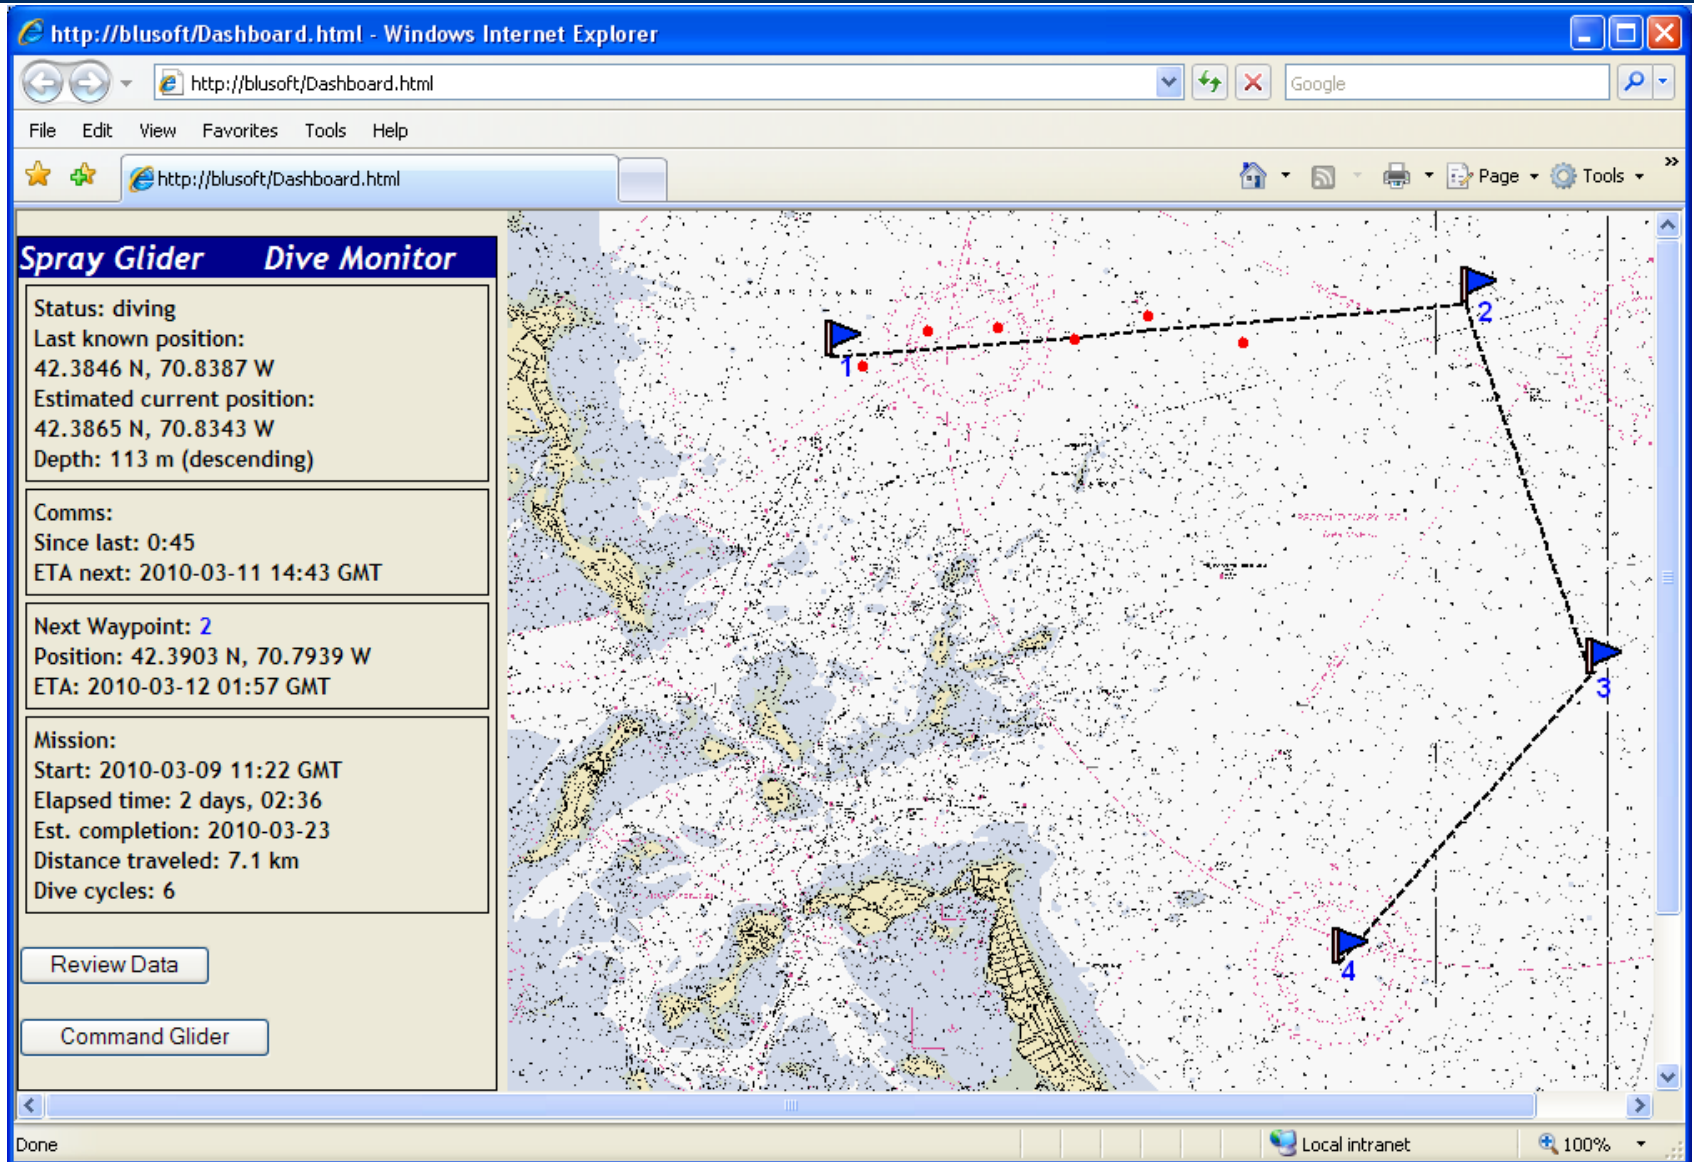 http://blusoft/Dashboard.html - Windows Internet Explorer
http://blusoft/Dashboard.html
Google
File Edit View Favorites Tools Help
http://blusoft/Dashboard.html
Page
Tools
»
Spray Glider Dive Monitor
Status: diving
Last known position:
42.3846 N, 70.8387 W
Estimated current position:
42.3865 N, 70.8343 W
Depth: 113 m (descending)
Comms:
Since last: 0:45
ETA next: 2010-03-11 14:43 GMT
Next Waypoint: 2
Position: 42.3903 N, 70.7939 W
ETA: 2010-03-12 01:57 GMT
Mission:
Start: 2010-03-09 11:22 GMT
Elapsed time: 2 days, 02:36
Est. completion: 2010-03-23
Distance traveled: 7.1 km
Dive cycles: 6
Review Data
Command Glider
1
2
3
4
Done
Local intranet
100%